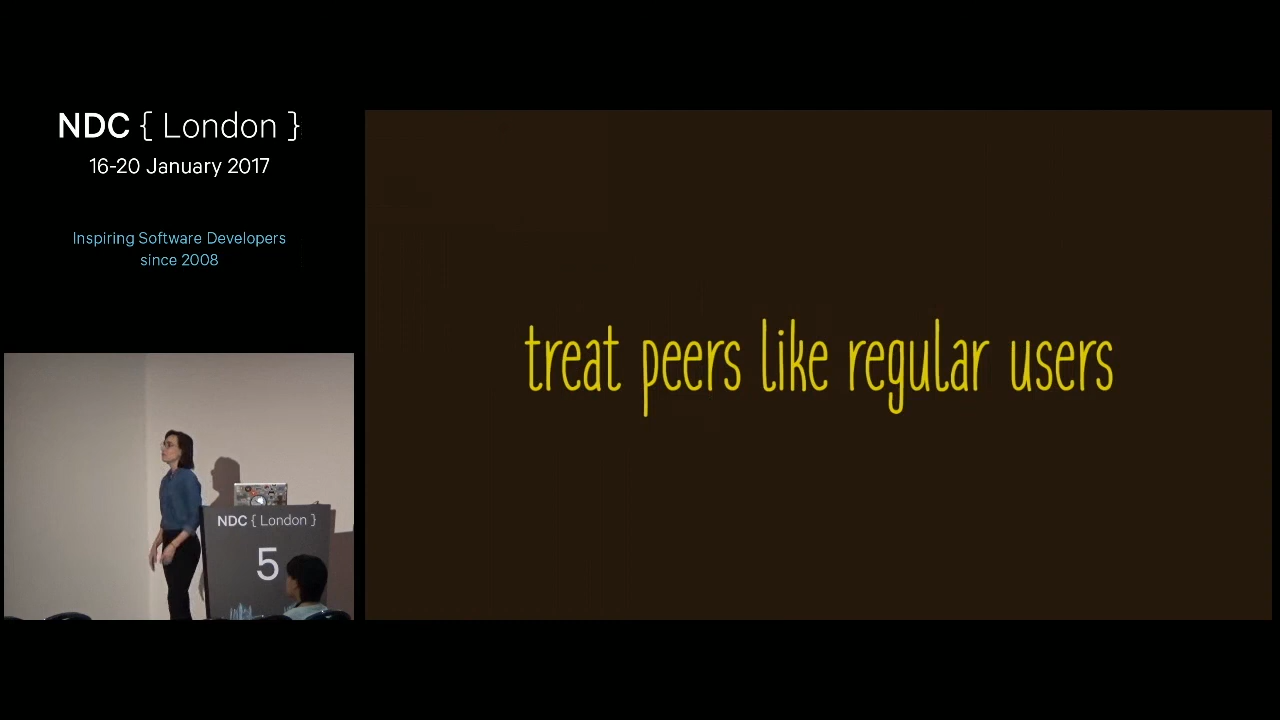 NDC { London }
16-20 January 2017
Inspiring Software Developers
since 2008
treat peers like regular users
NDC { London }
5